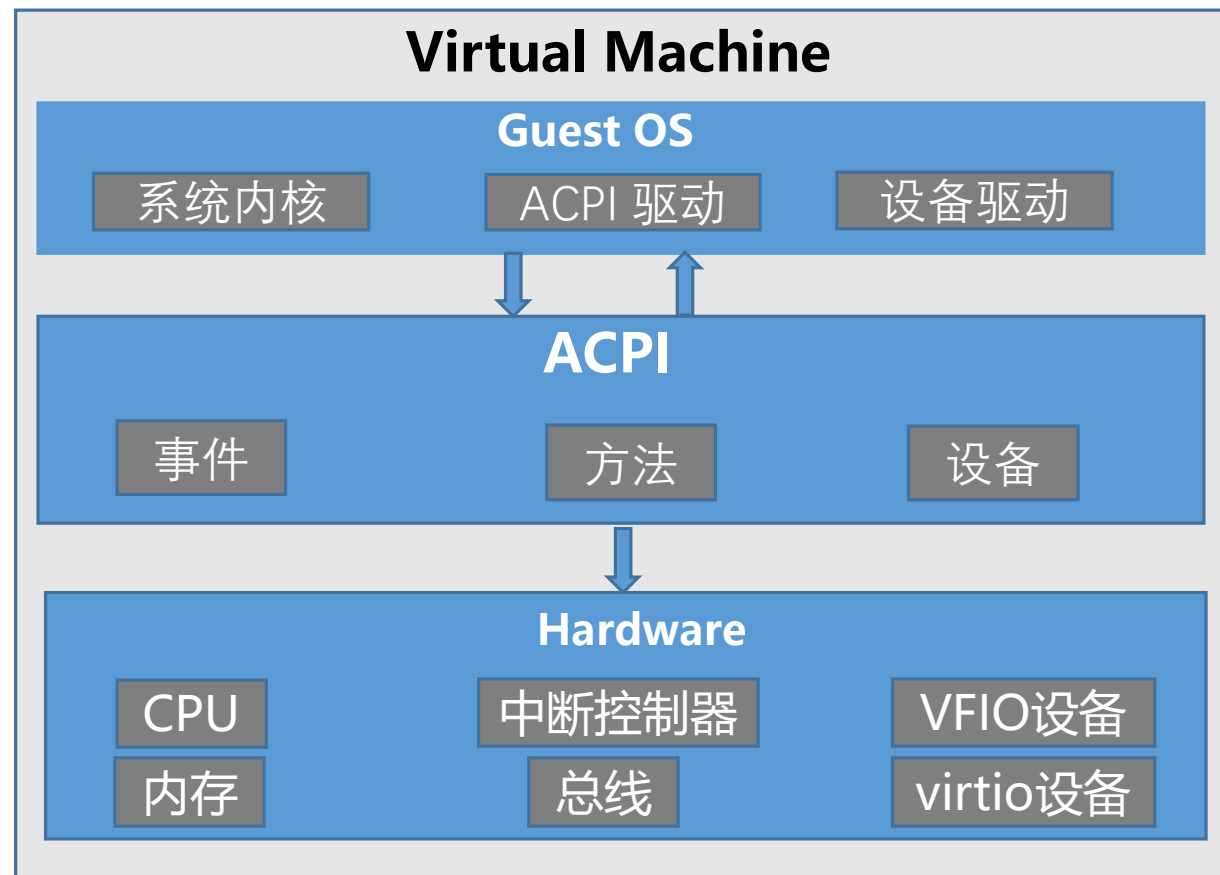 Virtual Machine
Guest OS
系统内核
ACPI 驱动
设备驱动
ACPI
事件
方法
设备
Hardware
CPU
中断控制器
VFIO设备
内存
总线
virtio设备